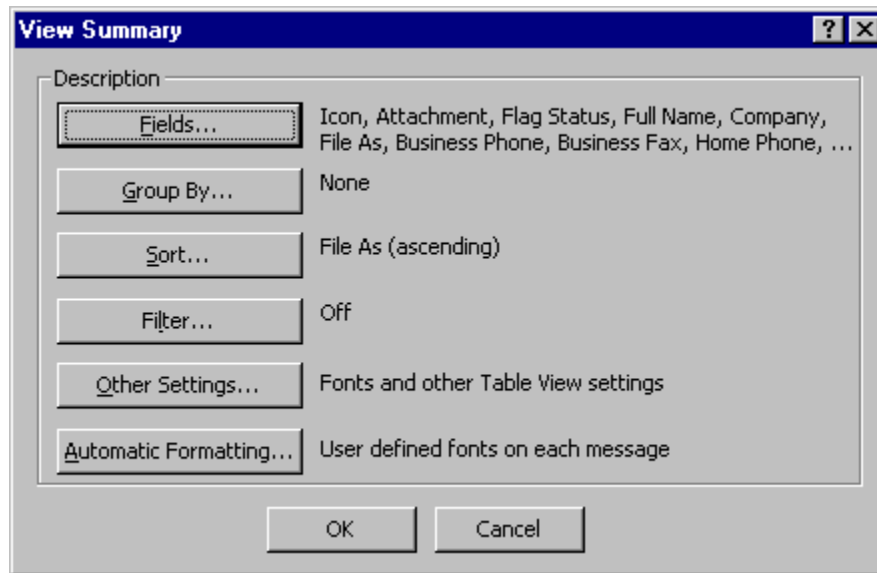 View Summary
Description
Fields...
Icon, Attachment, Flag Status, Full Name, Company,
File As, Business Phone, Business Fax, Home Phone, ...
Group By...
None
Sort...
File As (ascending)
Filter...
Off
Other Settings...
Fonts and other Table View settings
Automatic Formatting...
User defined fonts on each message
OK
Cancel